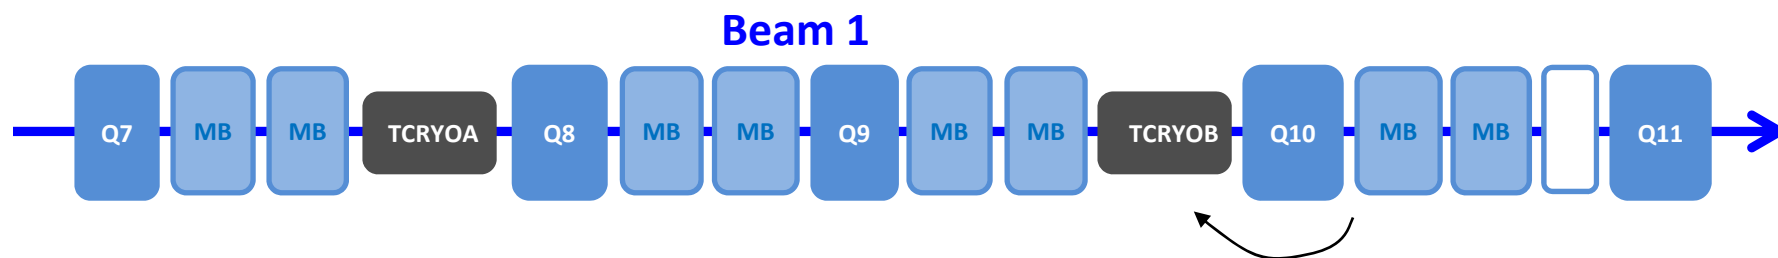 Beam 1
Q7 MB MB TCRYOA Q8 MB MB Q9 MB MB TCRYOB Q10 MB MB Q11